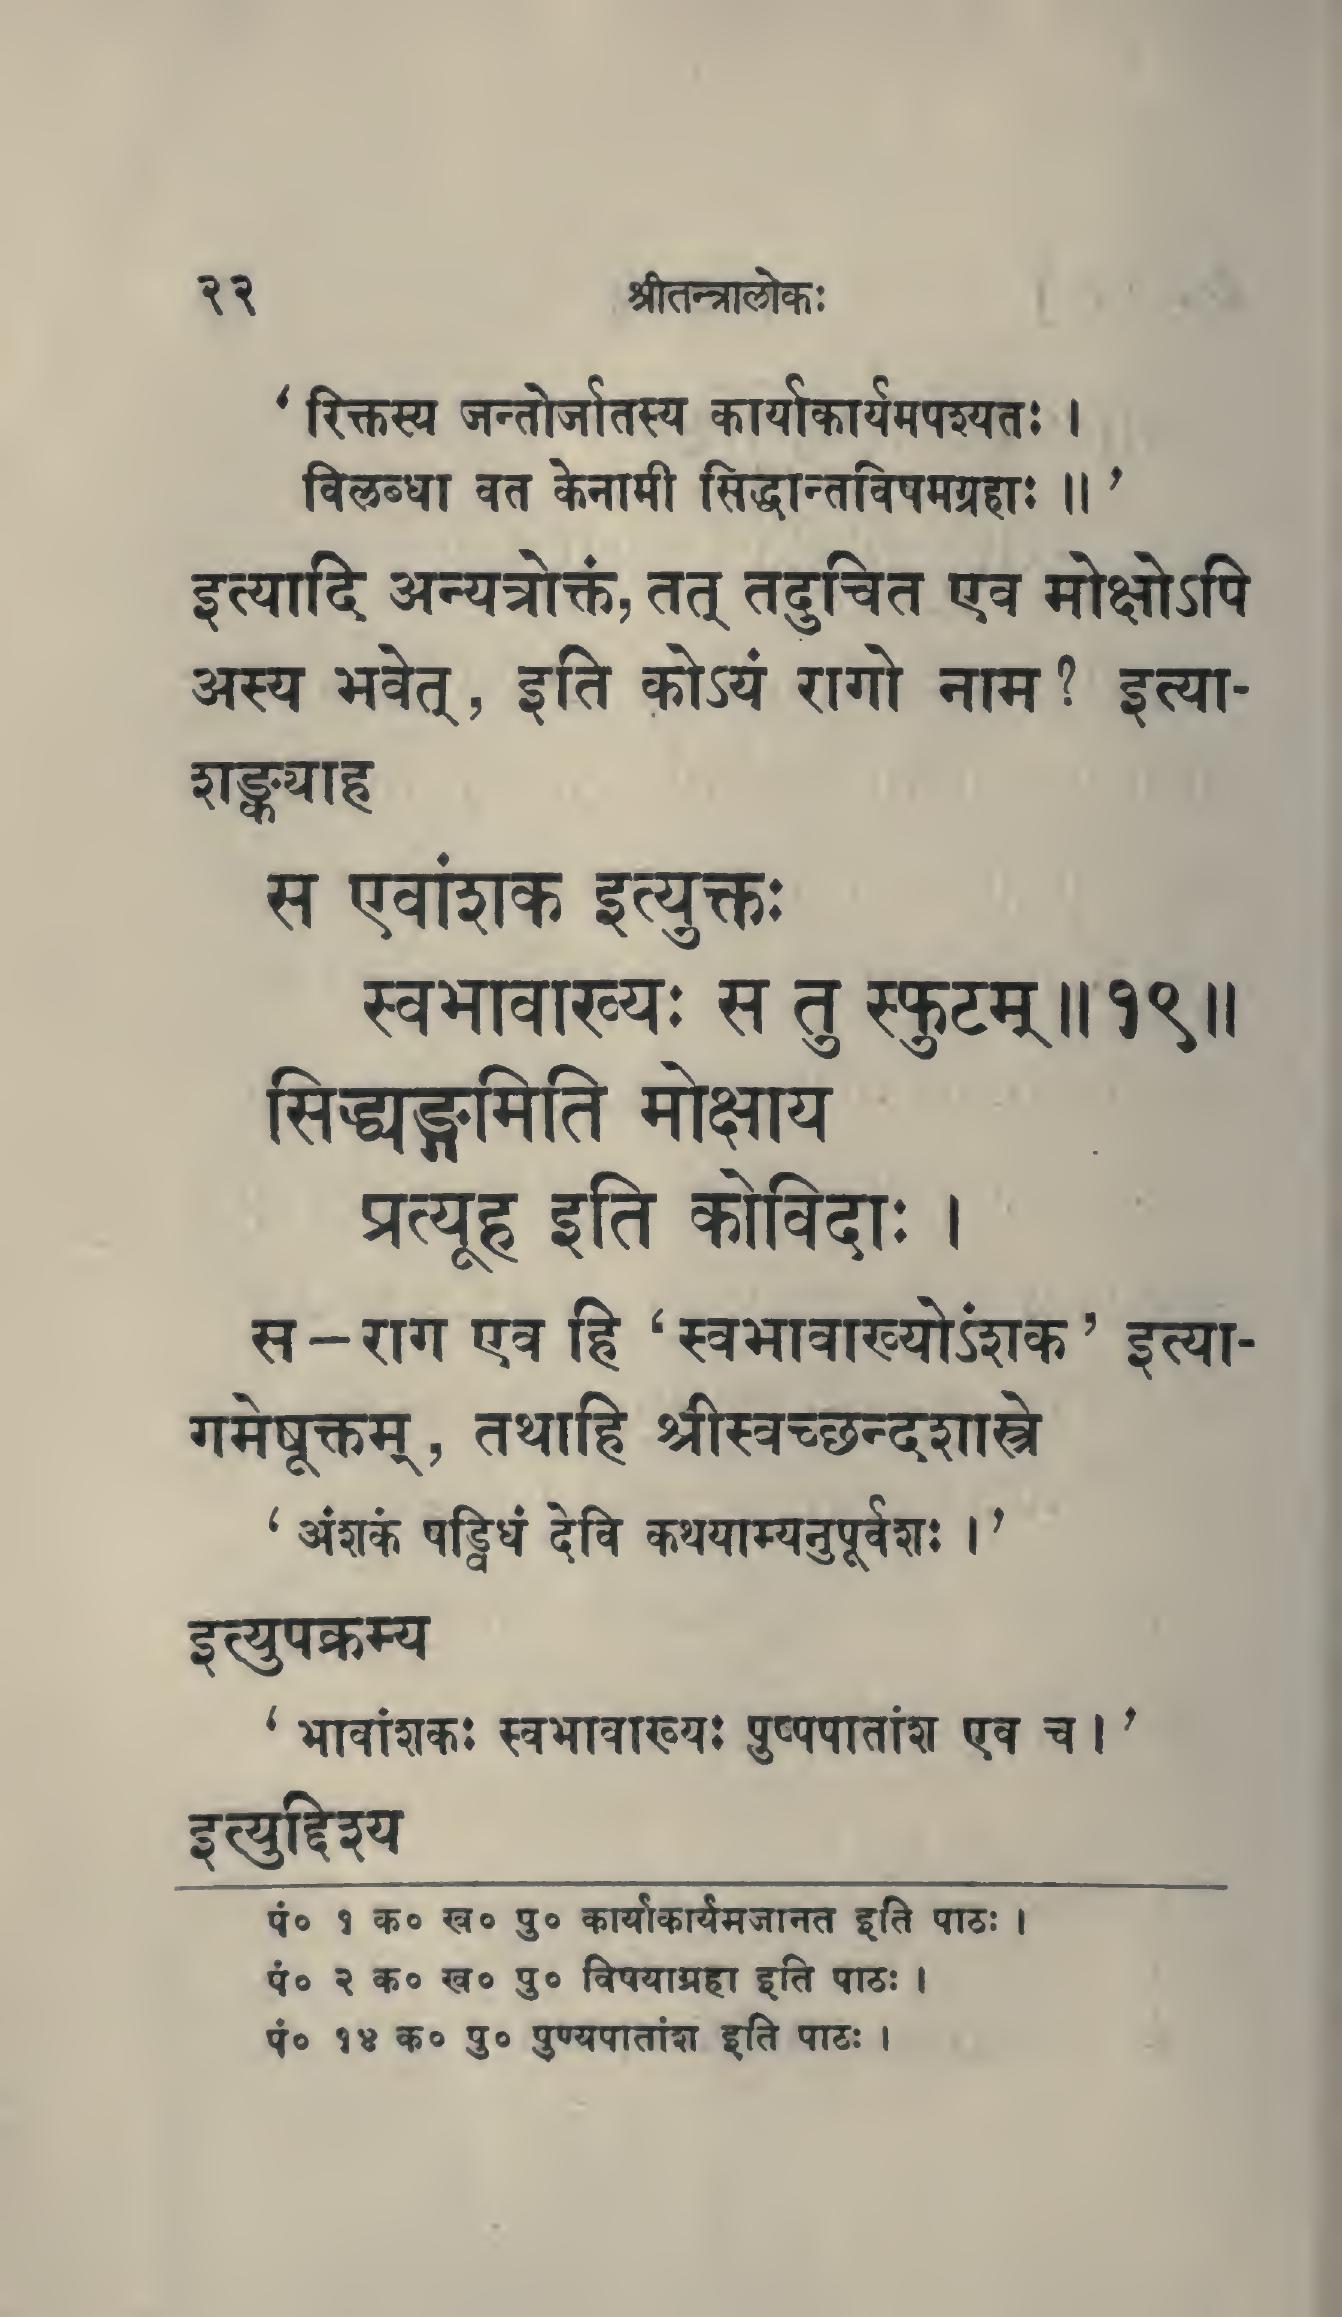 २२ श्रीतन्त्रालोकः
‘ रिक्तस्य जन्तोर्जातस्य कार्याकार्यमपश्यतः ।
विलब्धा वत केनामी सिद्धान्तविषमग्रहाः ॥ ’
इत्यादि अन्यत्रोक्तं, तत् तदुचित एव मोक्षोऽपि
अस्य भवेत् , इति कोऽयं रागो नाम ? इत्या-
शङ्क्याह
स एवांशक इत्युक्तः
स्वभावाख्यः स तु स्फुटम् ॥ १९ ॥
सिद्ध्यङ्गमिति मोक्षाय
प्रत्यूह इति कोविदाः ।
स – राग एव हि ‘ स्वभावाख्योंऽशक ’ इत्या-
गमेषूक्तम् , तथाहि श्रीस्वच्छन्दशास्त्रे
‘ अंशकं षड्विधं देवि कथयाम्यनुपूर्वशः । ’
इत्युपक्रम्य
‘ भावांशकः स्वभावाख्यः पुष्पपातांश एव च । ’
इत्युद्दिश्य
पं० १ क० ख० पु० कार्याकार्यमजानत इति पाठः ।
पं० २ क० ख० पु० विषयाग्रहा इति पाठः ।
पं० १४ क० पु० पुण्यपातांश इति पाठः ।